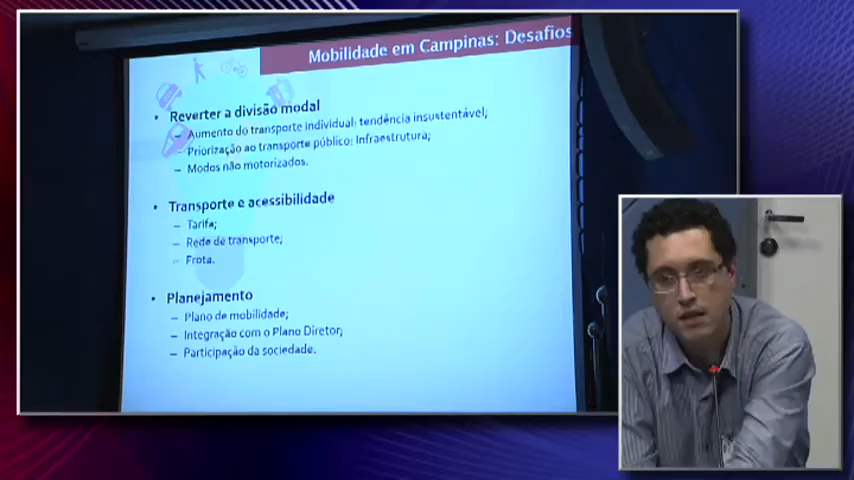 Mobilidade em Campinas: Desafios
• Reverter a divisão modal
– Aumento do transporte individual: tendência insustentável;
– Priorização ao transporte público: Infraestrutura;
– Modos não motorizados.
• Transporte e acessibilidade
– Tarifa;
– Rede de transporte;
– Frota.
• Planejamento
– Plano de mobilidade;
– Integração com o Plano Diretor;
– Participação da sociedade.